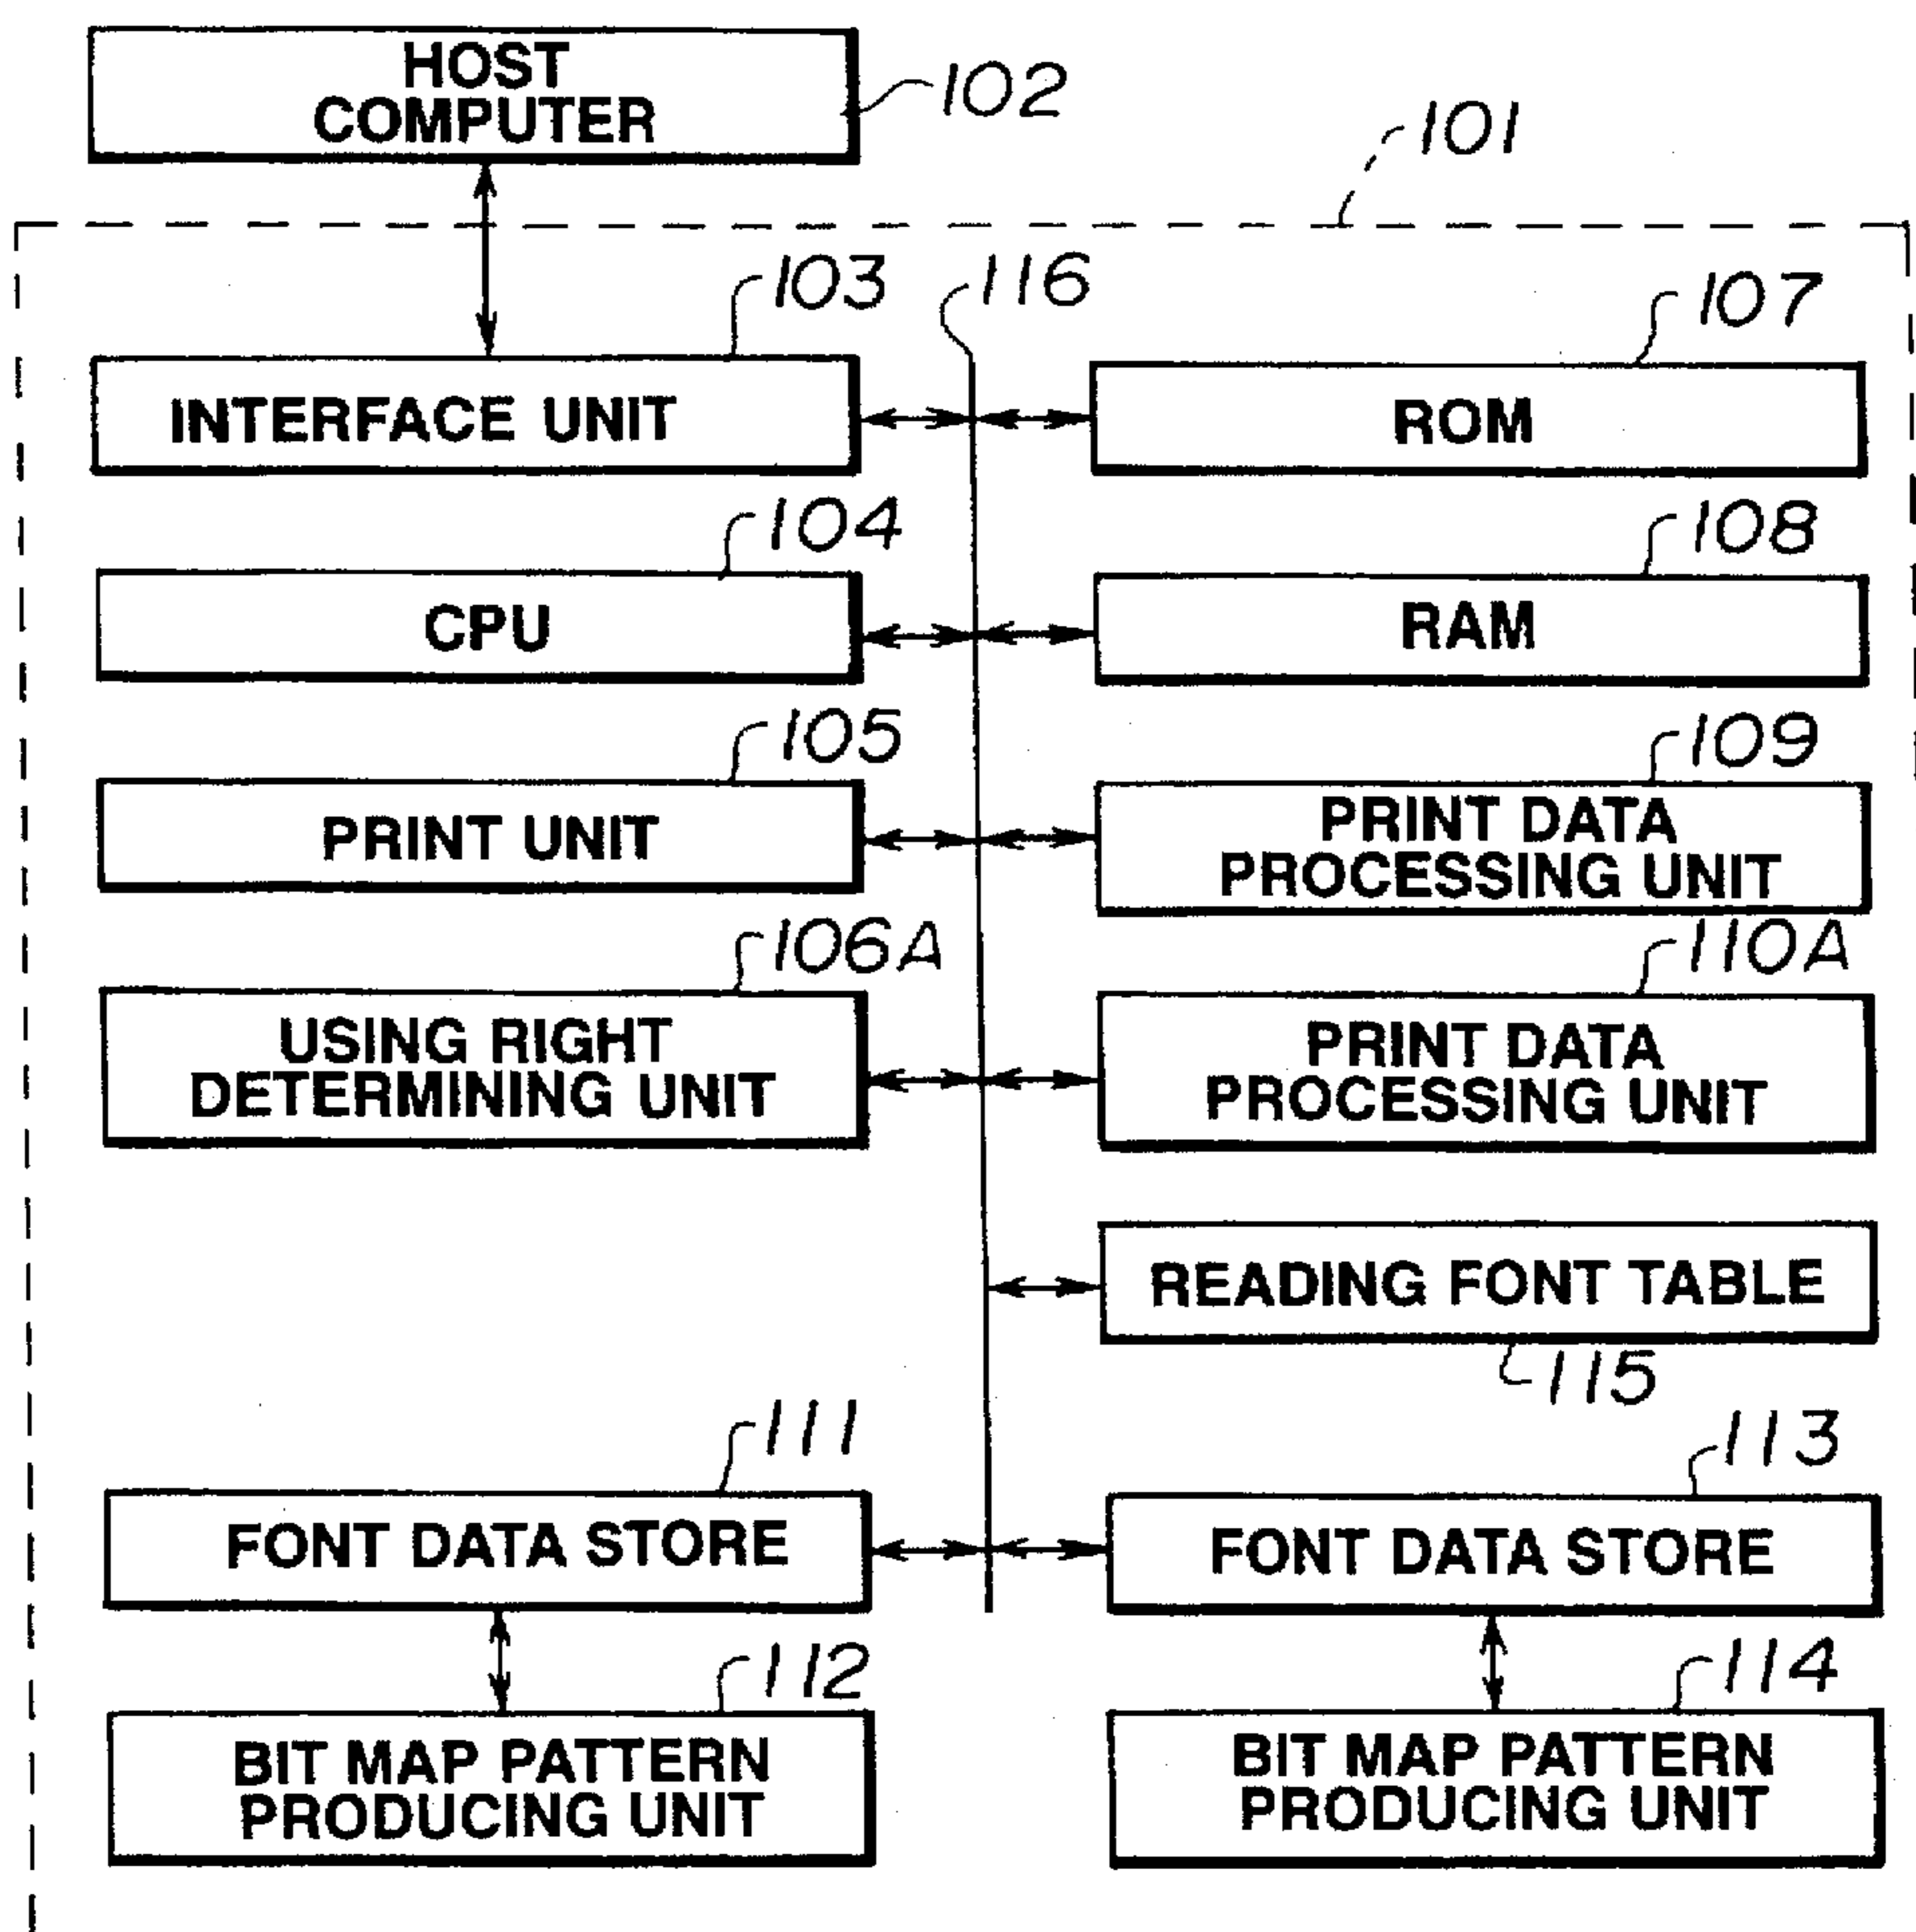 HOST
COMPUTER
102
101
103
116
107
INTERFACE UNIT
ROM
104
108
CPU
RAM
105
109
PRINT UNIT
PRINT DATA
PROCESSING UNIT
106A
110A
USING RIGHT
DETERMINING UNIT
PRINT DATA
PROCESSING UNIT
READING FONT TABLE
115
111
113
FONT DATA STORE
FONT DATA STORE
112
114
BIT MAP PATTERN
PRODUCING UNIT
BIT MAP PATTERN
PRODUCING UNIT